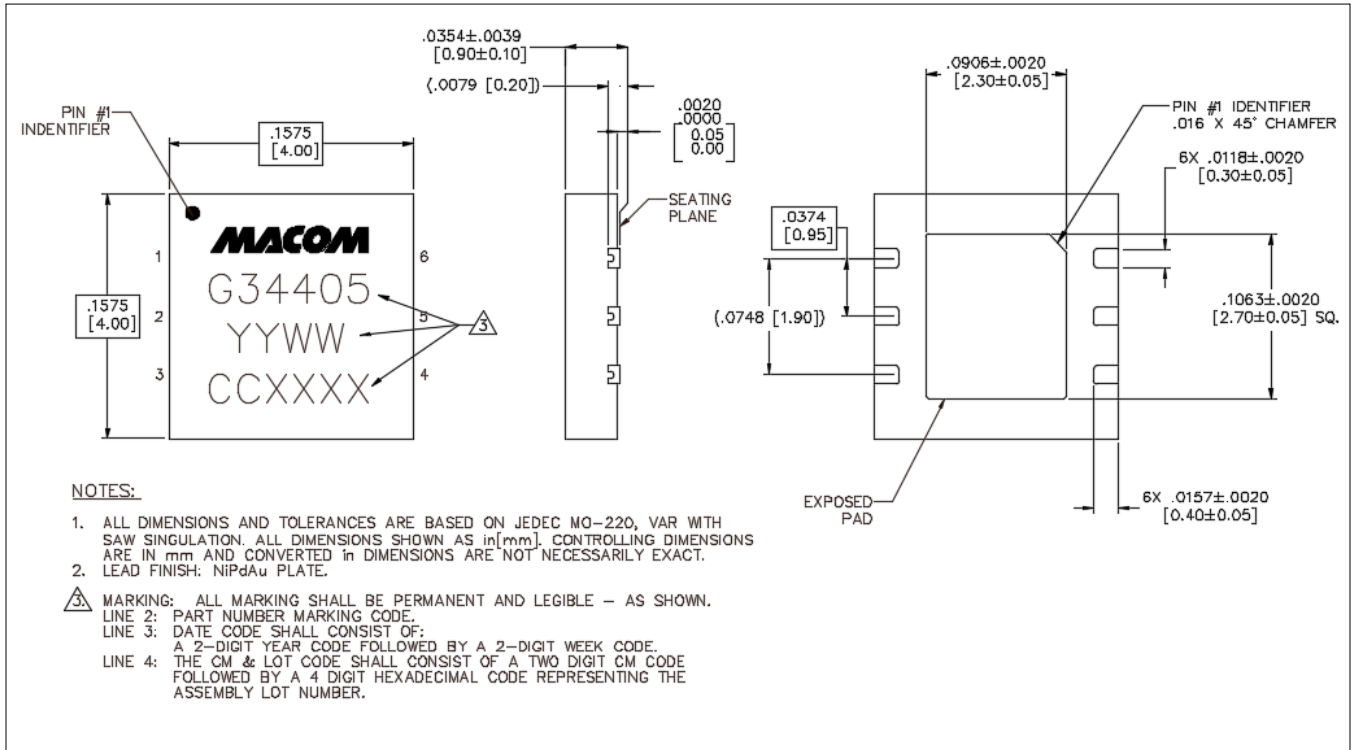 .0354±.0039
[0.90±0.10]
(.0079 [0.20])
.0020
.0000
[0.05
0.00]
PIN #1
INDENTIFIER
.1575
[4.00]
.1575
[4.00]
MACOM
G34405
YYWW
CCXXXX
1
2
3
6
5
4
3
SEATING
PLANE
.0906±.0020
[2.30±0.05]
PIN #1 IDENTIFIER
.016 X 45° CHAMFER
6X .0118±.0020
[0.30±0.05]
.0374
[0.95]
(.0748 [1.90])
.1063±.0020
[2.70±0.05] SQ.
EXPOSED
PAD
6X .0157±.0020
[0.40±0.05]
NOTES:
1. ALL DIMENSIONS AND TOLERANCES ARE BASED ON JEDEC MO-220, VAR WITH
SAW SINGULATION. ALL DIMENSIONS SHOWN AS in[mm]. CONTROLLING DIMENSIONS
ARE IN mm AND CONVERTED in DIMENSIONS ARE NOT NECESSARILY EXACT.
2. LEAD FINISH: NiPdAu PLATE.
3. MARKING: ALL MARKING SHALL BE PERMANENT AND LEGIBLE – AS SHOWN.
LINE 2: PART NUMBER MARKING CODE.
LINE 3: DATE CODE SHALL CONSIST OF:
A 2-DIGIT YEAR CODE FOLLOWED BY A 2-DIGIT WEEK CODE.
LINE 4: THE CM & LOT CODE SHALL CONSIST OF A TWO DIGIT CM CODE
FOLLOWED BY A 4 DIGIT HEXADECIMAL CODE REPRESENTING THE
ASSEMBLY LOT NUMBER.